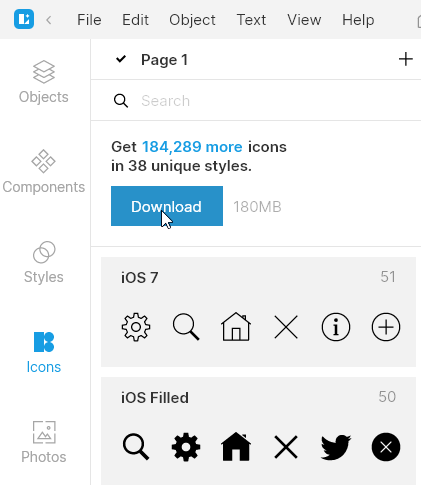 File Edit Object Text View Help
Objects
Components
Styles
Icons
Photos
Page 1
Search
Get 184,289 more icons
in 38 unique styles.
Download 180MB
iOS 7 51
iOS Filled 50